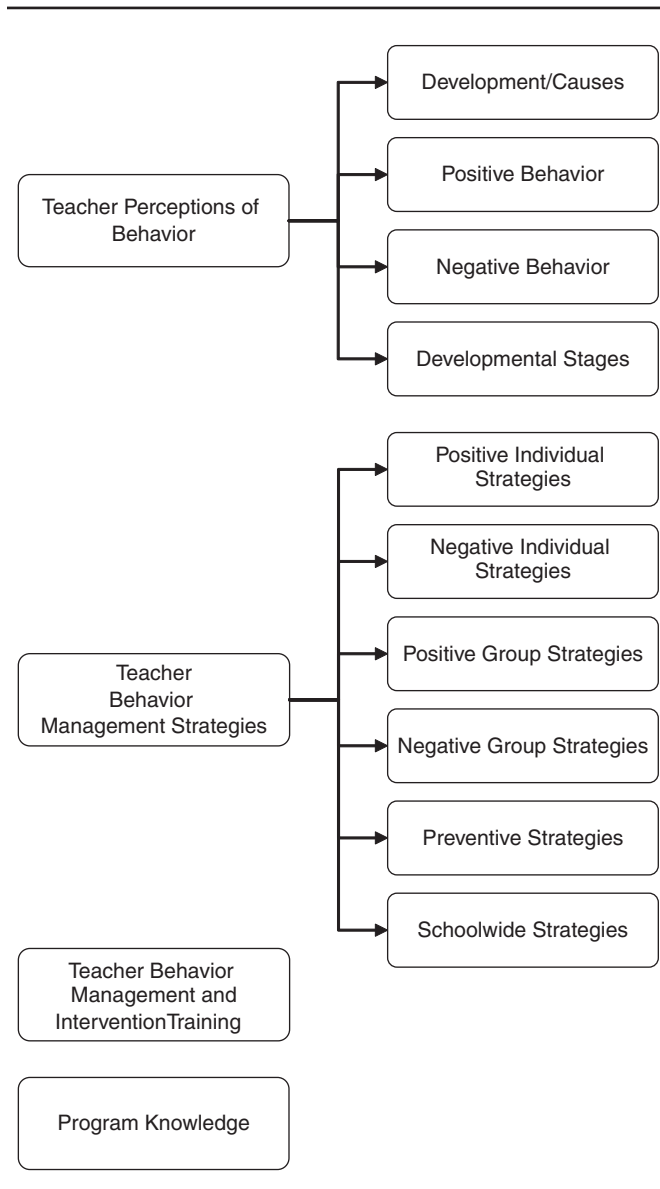 Teacher Perceptions of
Behavior
Development/Causes
Positive Behavior
Negative Behavior
Developmental Stages
Teacher
Behavior
Management Strategies
Positive Individual
Strategies
Negative Individual
Strategies
Positive Group Strategies
Negative Group Strategies
Preventive Strategies
Schoolwide Strategies
Teacher Behavior
Management and
InterventionTraining
Program Knowledge